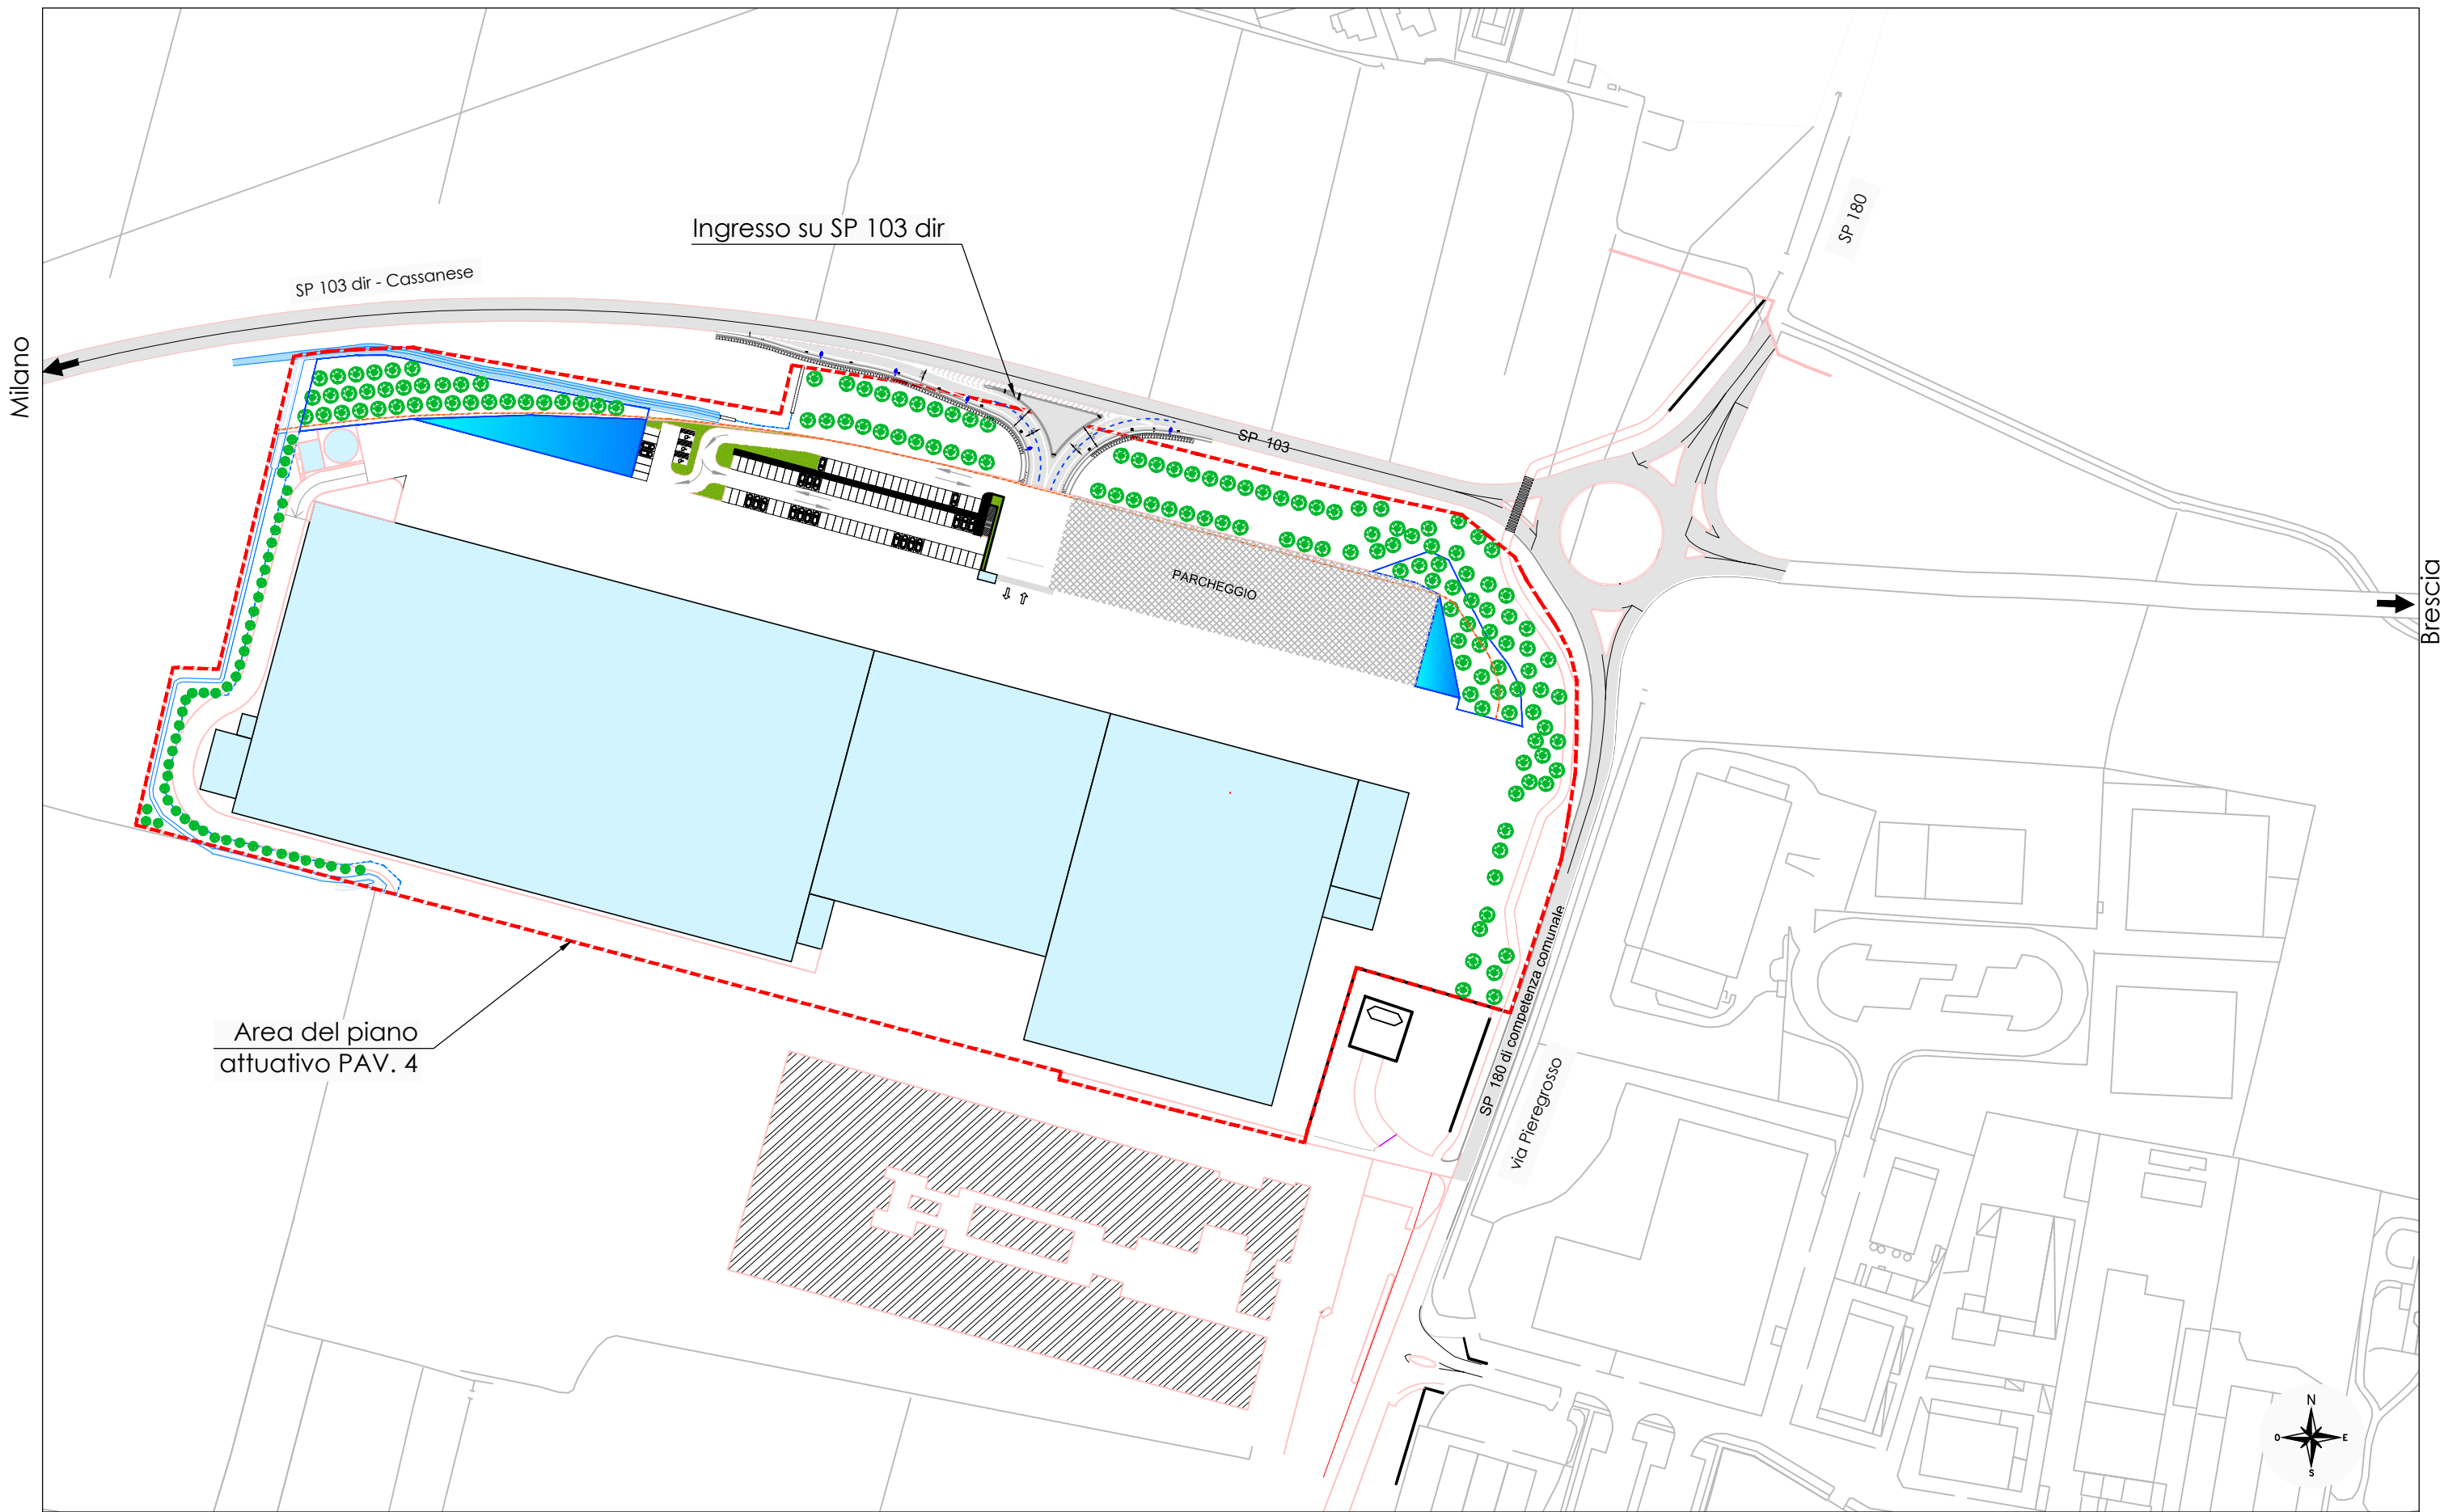 SP 180
Ingresso su SP 103 dir
SP 103 dir - Cassanese
Milano
SP 103
PARCHEGGIO
Brescia
SP 180 di competenza comunale
Area del piano
attuativo PAV. 4
via Pieregrosso
N
O
E
S